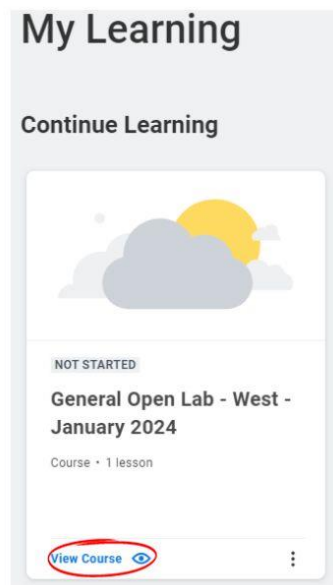 My Learning
Continue Learning
NOT STARTED
General Open Lab - West -
January 2024
Course • 1 lesson
View Course